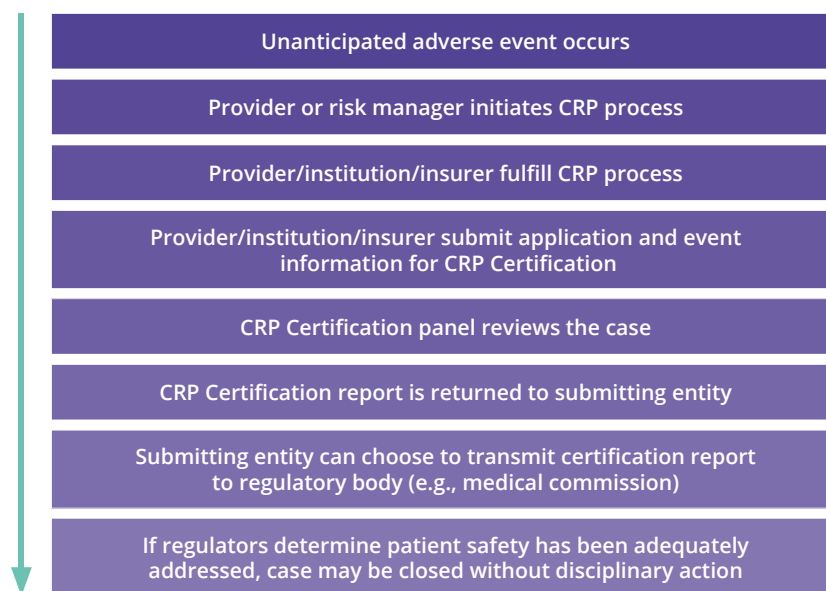 Unanticipated adverse event occurs
Provider or risk manager initiates CRP process
Provider/institution/insurer fulfill CRP process
Provider/institution/insurer submit application and event
information for CRP Certification
CRP Certification panel reviews the case
CRP Certification report is returned to submitting entity
Submitting entity can choose to transmit certification report
to regulatory body (e.g., medical commission)
If regulators determine patient safety has been adequately
addressed, case may be closed without disciplinary action